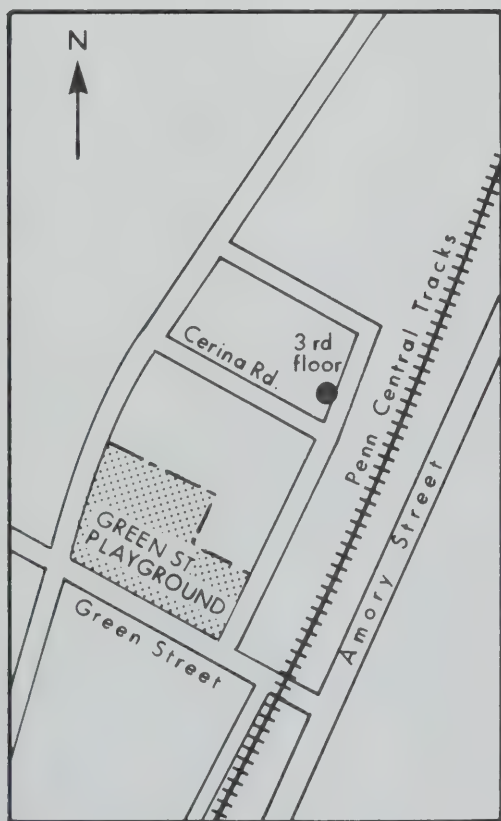 N
Cerina Rd.
3 rd
floor
Penn Central Tracks
Amory Street
GREEN ST
PLAYGROUND
Green Street